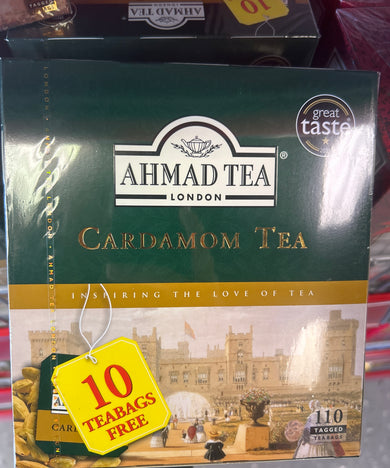 AHMAD TEA
LONDON
10
great
taste
AHMAD TEA
®
LONDON
CARDAMOM TEA
INSPIRING THE LOVE OF TEA
10
TEABAGS
FREE
110
TAGGED
TEABAGS